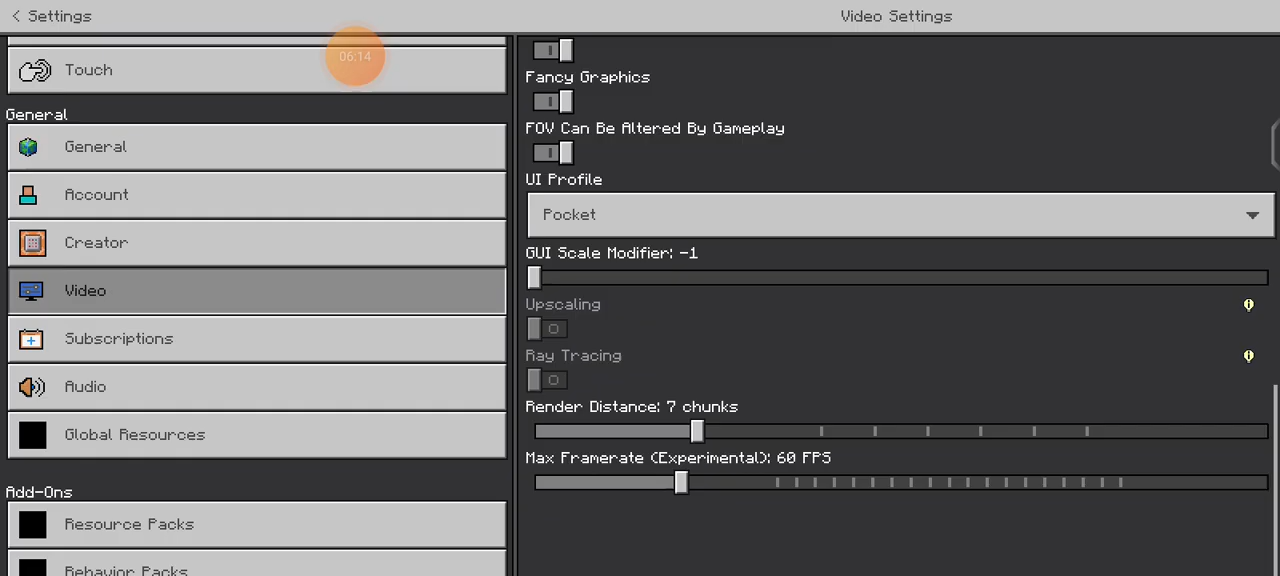 Settings
Video Settings
06:14
Touch
General
General
Account
Creator
Video
Subscriptions
Audio
Global Resources
Add-Ons
Resource Packs
Behavior Packs
Fancy Graphics
FOV Can Be Altered By Gameplay
UI Profile
Pocket
GUI Scale Modifier: -1
Upscaling
Ray Tracing
Render Distance: 7 chunks
Max Framerate (Experimental): 60 FPS